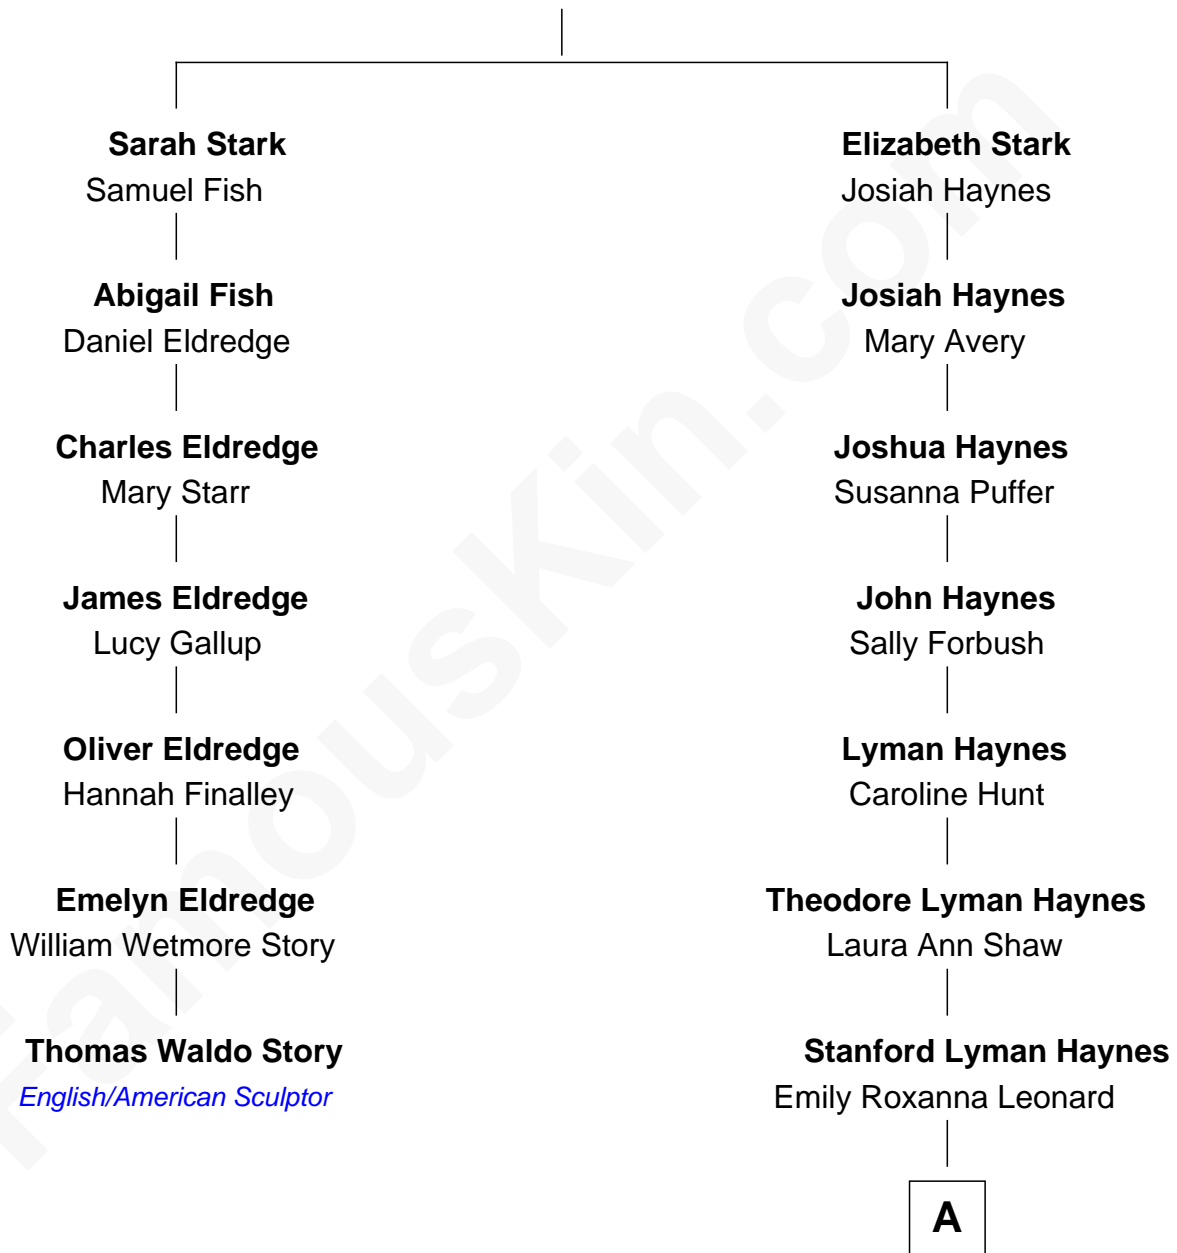 Sarah Stark
Samuel Fish
Abigail Fish
Daniel Eldredge
Charles Eldredge
Mary Starr
James Eldredge
Lucy Gallup
Oliver Eldredge
Hannah Finalley
Emelyn Eldredge
William Wetmore Story
Thomas Waldo Story
English/American Sculptor
Elizabeth Stark
Josiah Haynes
Josiah Haynes
Mary Avery
Joshua Haynes
Susanna Puffer
John Haynes
Sally Forbush
Lyman Haynes
Caroline Hunt
Theodore Lyman Haynes
Laura Ann Shaw
Stanford Lyman Haynes
Emily Roxanna Leonard
A
FamousKin.com